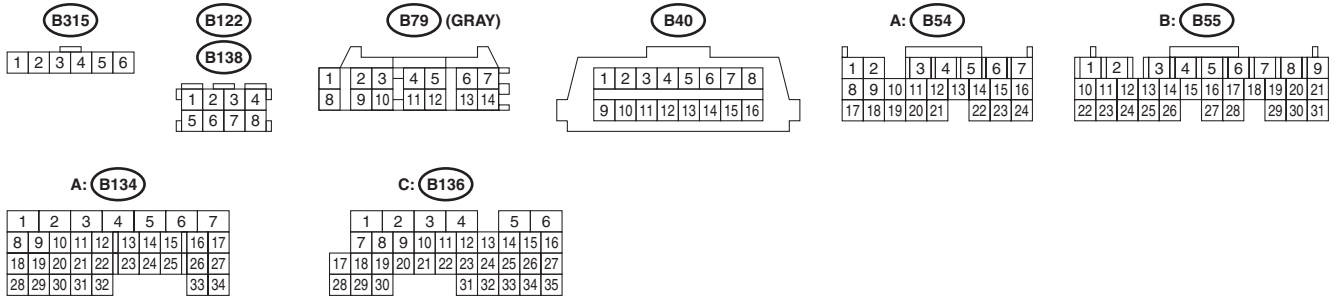 B315
B122
B138
B79 (GRAY)
B40
A: B54
B: B55
1 2 3 4 5 6
1 2 3 4
5 6 7 8
1 2 3 4 5 6 7
8 9 10 11 12 13 14
1 2 3 4 5 6 7 8
9 10 11 12 13 14 15 16
1 2 3 4 5 6 7
8 9 10 11 12 13 14 15 16
17 18 19 20 21 22 23 24
1 2 3 4 5 6 7 8 9
10 11 12 13 14 15 16 17 18 19 20 21
22 23 24 25 26 27 28 29 30 31
A: B134
C: B136
1 2 3 4 5 6 7
8 9 10 11 12 13 14 15 16 17
18 19 20 21 22 23 24 25 26 27
28 29 30 31 32 33 34
1 2 3 4 5 6
7 8 9 10 11 12 13 14 15 16
17 18 19 20 21 22 23 24 25 26 27
28 29 30 31 32 33 34 35